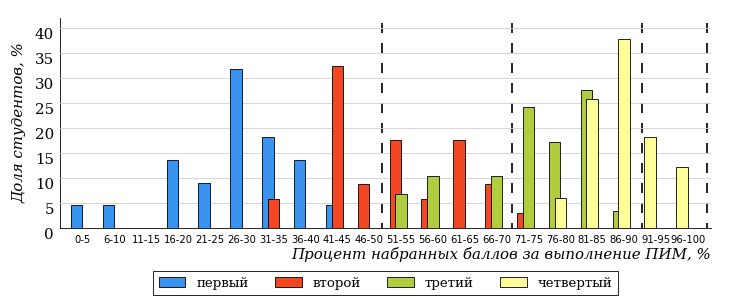 Доля студентов, %
40
35
30
25
20
15
10
5
0
0-5 6-10 11-15 16-20 21-25 26-30 31-35 36-40 41-45 46-50 51-55 56-60 61-65 66-70 71-75 76-80 81-85 86-90 91-95 96-100
Процент набранных баллов за выполнение ПИМ, %
первый второй третий четвертый